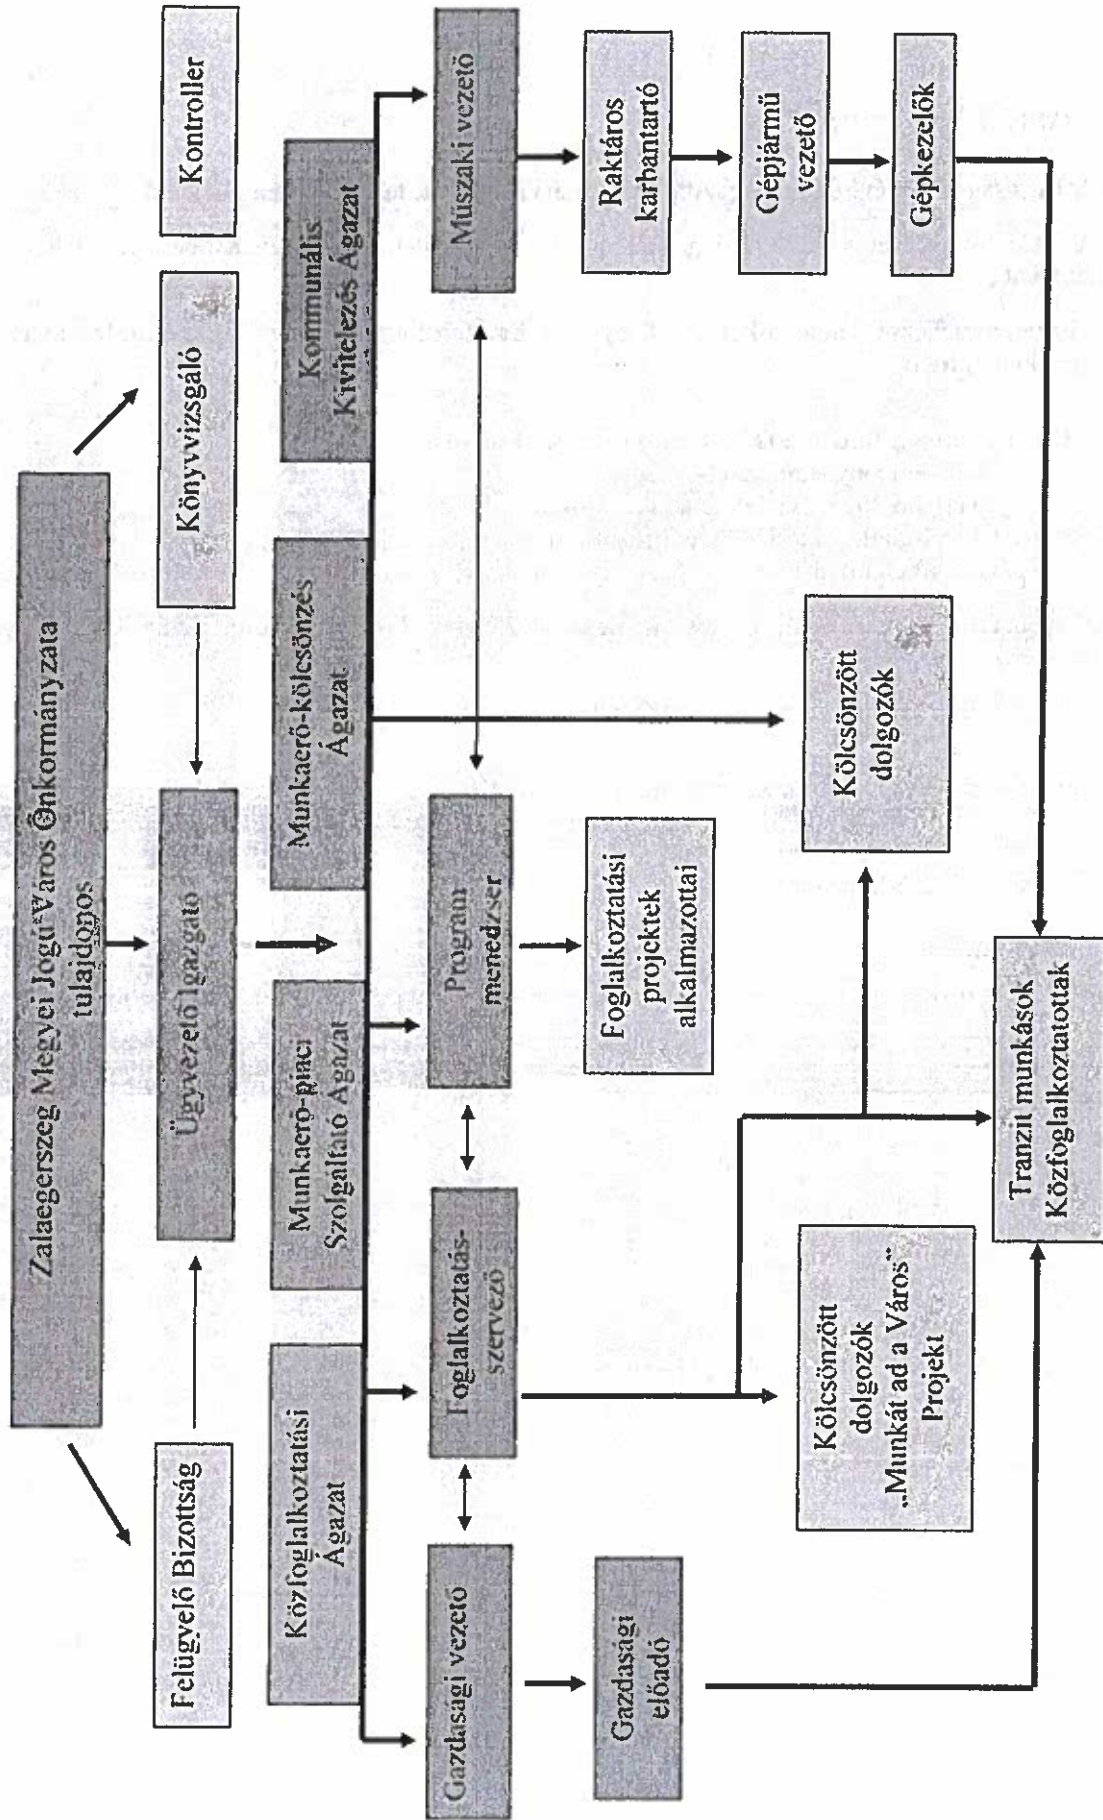 Zalaegerszeg Megyei Jogú Város Önkormányzata
tulajdonos
Felügyelő Bizottság
Ügyvezető Igazgató
Könyvvizsgáló
Kontroller
Közfoglalkoztatási
Ágazat
Munkaerő-piaci
Szolgáltató Ágazat
Munkaerő-kölcsönzés
Ágazat
Kommunális
Kivitelezés Ágazat
Gazdasági vezető
Foglalkoztatás-
szervező
Program
menedzser
Műszaki vezető
Gazdasági
előadó
Foglalkoztatási
projektek
alkalmazottai
Raktáros
karbantartó
Gépjármű
vezető
Gépkezelők
Kölcsönzött
dolgozók
„Munkát ad a Város"
Projekt
Kölcsönzött
dolgozók
Tranzit munkások
Közfoglalkoztatottak